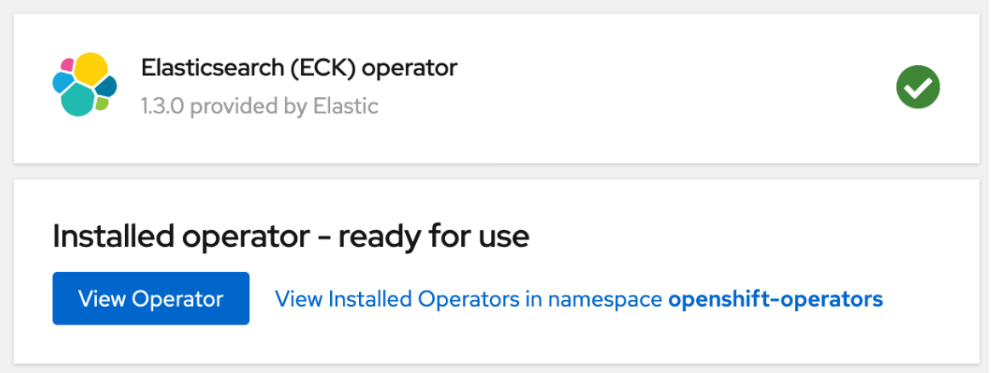 Elasticsearch (ECK) operator
1.3.0 provided by Elastic
Installed operator - ready for use
View Operator View Installed Operators in namespace openshift-operators